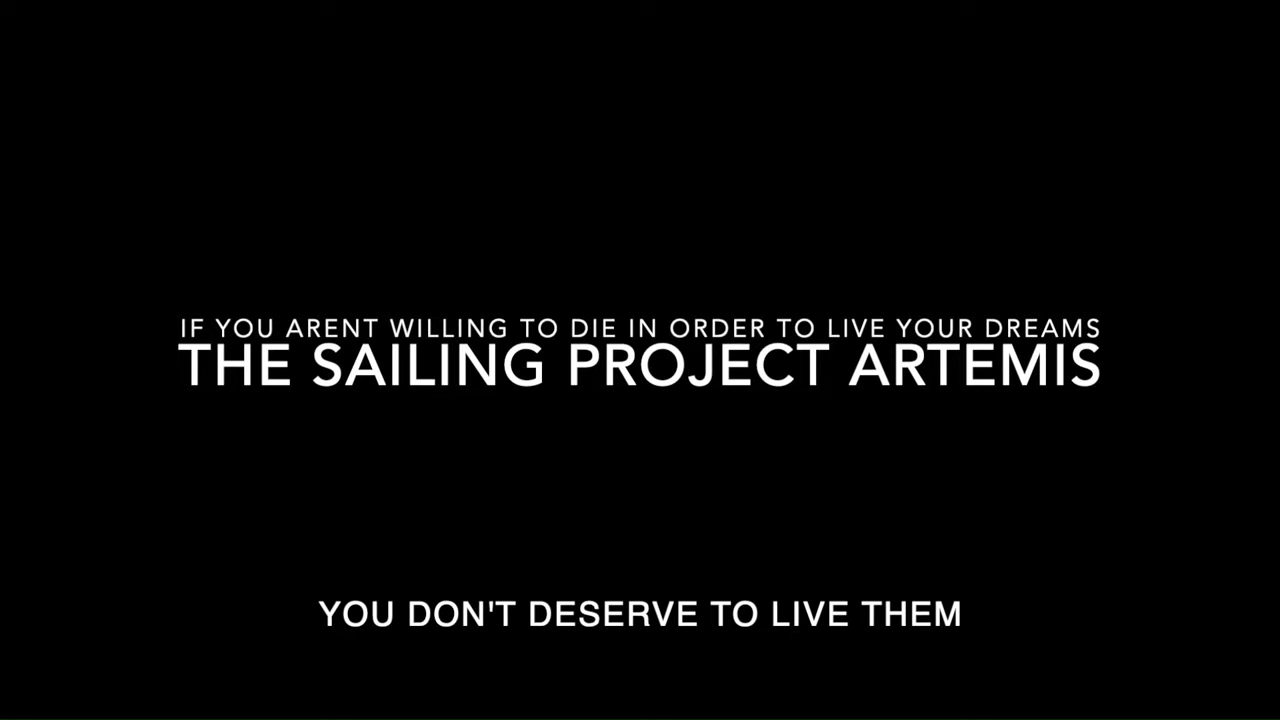 IF YOU ARENT WILLING TO DIE IN ORDER TO LIVE YOUR DREAMS
THE SAILING PROJECT ARTEMIS
YOU DON'T DESERVE TO LIVE THEM